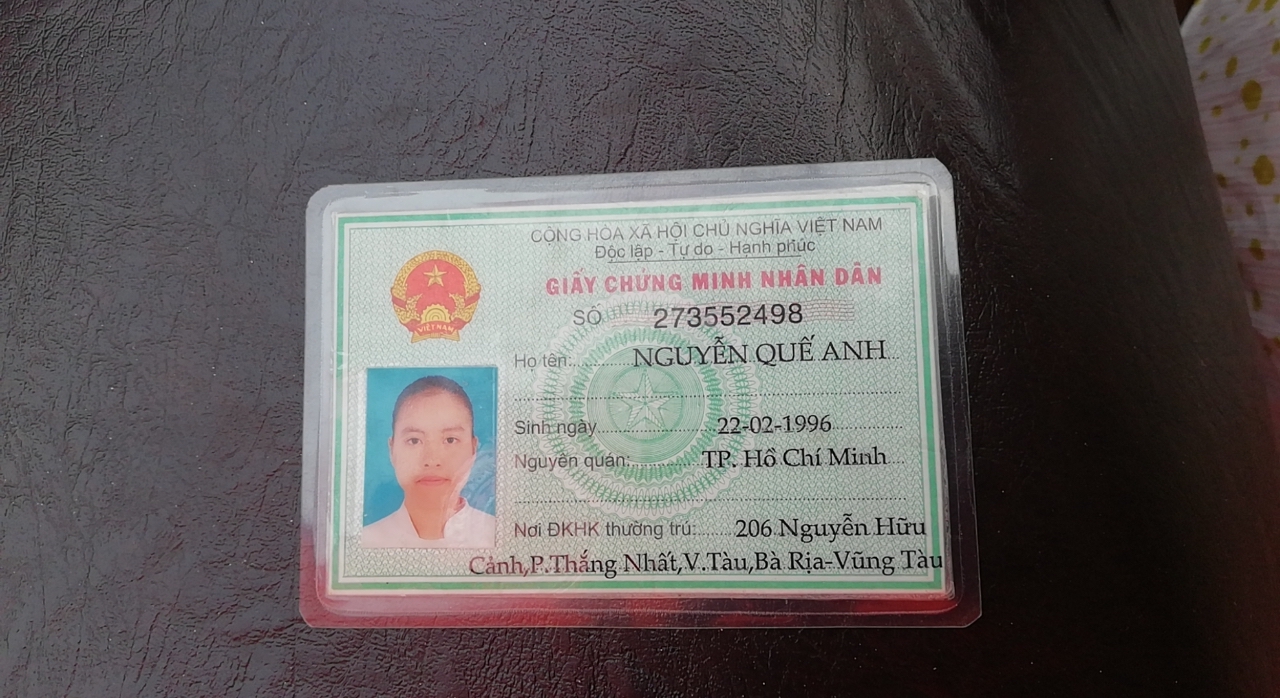 CỘNG HÒA XÃ HỘI CHỦ NGHĨA VIỆT NAM
Độc lập - Tự do - Hạnh phúc
GIẤY CHỨNG MINH NHÂN DÂN
SỐ 273552498
Họ tên: NGUYỄN QUẾ ANH
Sinh ngày 22-02-1996
Nguyên quán: TP. Hồ Chí Minh
Nơi ĐKHK thường trú: 206 Nguyễn Hữu
Cảnh,P.Thắng Nhất,V.Tàu,Bà Rịa-Vũng Tàu
VIỆT NAM